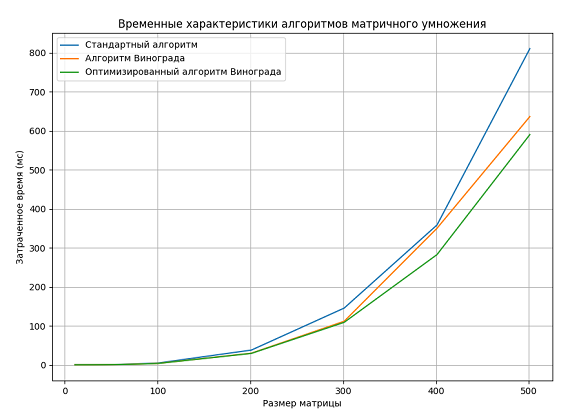 Временные характеристики алгоритмов матричного умножения
Стандартный алгоритм
Алгоритм Винограда
Оптимизированный алгоритм Винограда
Затраченное время (мс)
800
700
600
500
400
300
200
100
0
0 100 200 300 400 500
Размер матрицы